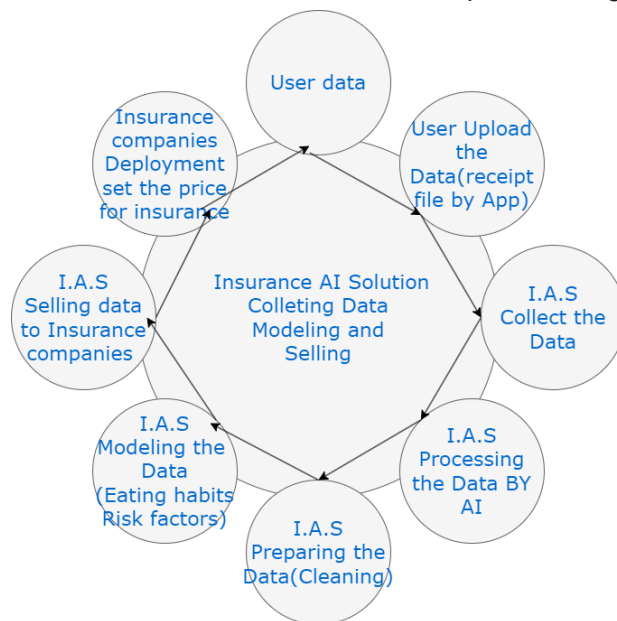 User data
User Upload
the
Data(receipt
file by App)
I.A.S
Collect the
Data
I.A.S
Processing
the Data BY
AI
I.A.S
Preparing the
Data(Cleaning)
I.A.S
Modeling the
Data
(Eating habits
Risk factors)
I.A.S
Selling data
to Insurance
companies
Insurance
companies
Deployment
set the price
for insurance
Insurance AI Solution
Colleting Data
Modeling and
Selling